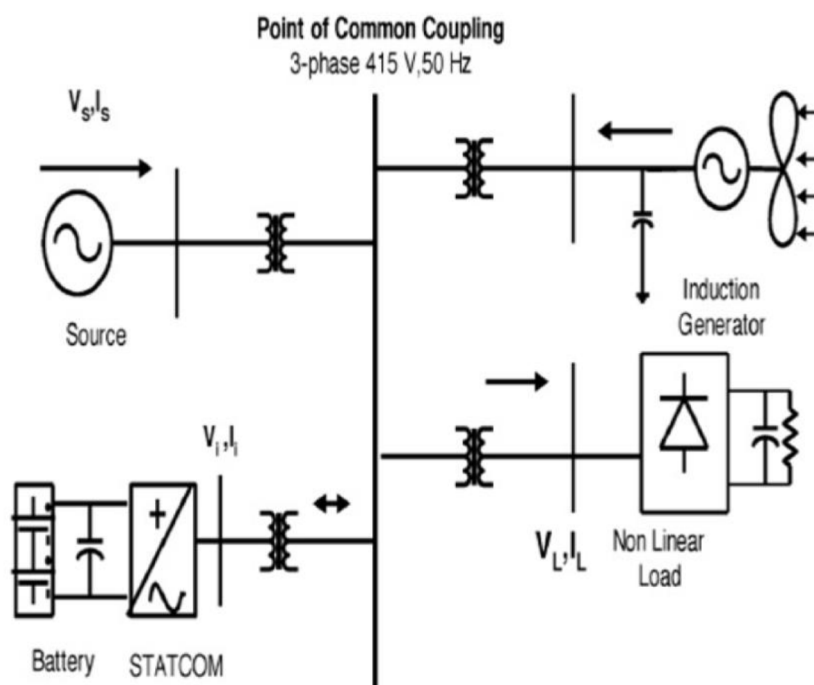 Point of Common Coupling
3-phase 415 V,50 Hz
Vs,Is
Source
Induction
Generator
Vi,Ii
VL,IL
Non Linear
Load
Battery
STATCOM
+